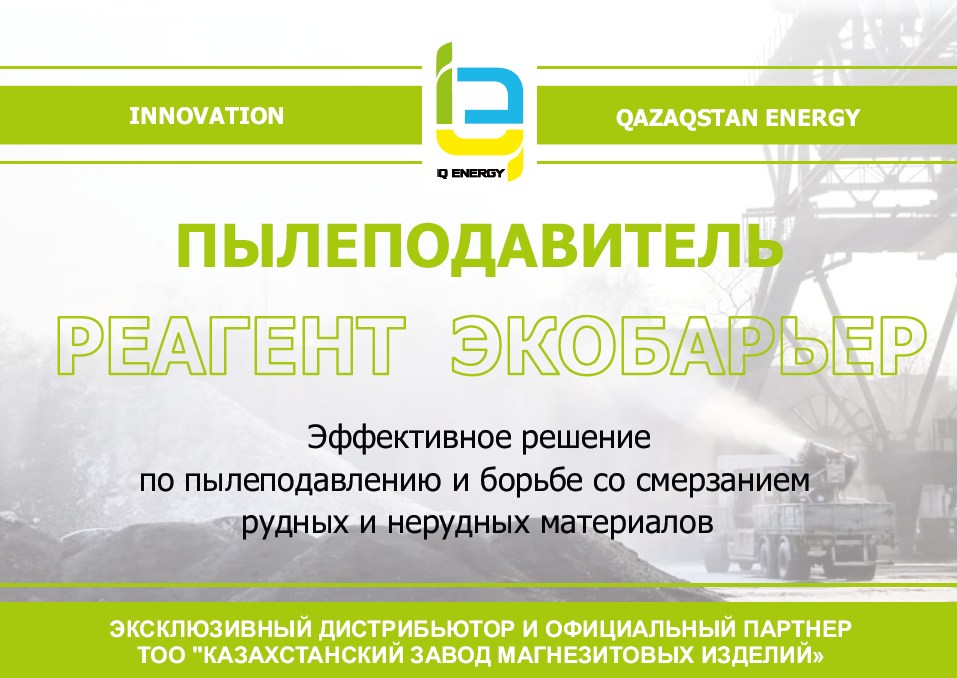 INNOVATION
QAZAQSTAN ENERGY
Q ENERGY
ПЫЛЕПОДАВИТЕЛЬ
РЕАГЕНТ ЭКОБАРЬЕР
Эффективное решение
по пылеподавлению и борьбе со смерзанием
рудных и нерудных материалов
ЭКСКЛЮЗИВНЫЙ ДИСТРИБЬЮТОР И ОФИЦИАЛЬНЫЙ ПАРТНЕР
ТОО "КАЗАХСТАНСКИЙ ЗАВОД МАГНЕЗИТОВЫХ ИЗДЕЛИЙ»